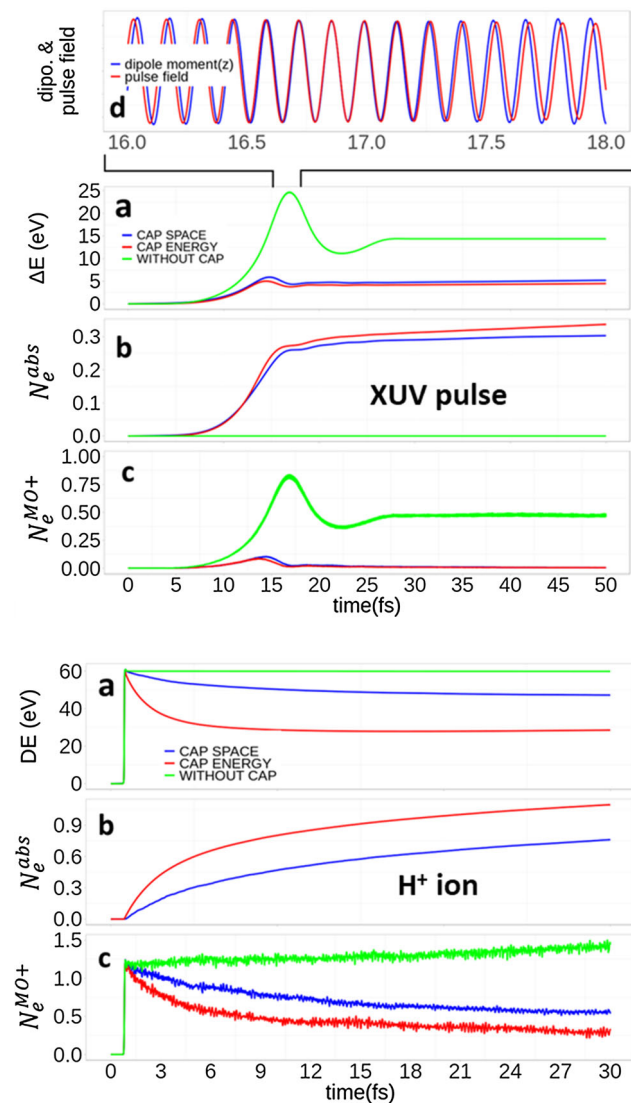 dipo. &
pulse field
dipole moment(z)
pulse field
d
16.0 16.5 17.0 17.5 18.0
a
ΔE (eV)
25
20
15
10
5
0
CAP SPACE
CAP ENERGY
WITHOUT CAP
b
N_e^{abs}
0.3
0.2
0.1
0.0
XUV pulse
c
N_e^{MO+}
1.00
0.75
0.50
0.25
0.00
0 5 10 15 20 25 30 35 40 45 50
time(fs)
a
DE (eV)
60
40
20
0
CAP SPACE
CAP ENERGY
WITHOUT CAP
b
N_e^{abs}
0.9
0.6
0.3
0.0
H⁺ ion
c
N_e^{MO+}
1.5
1.0
0.5
0.0
0 3 6 9 12 15 18 21 24 27 30
time(fs)